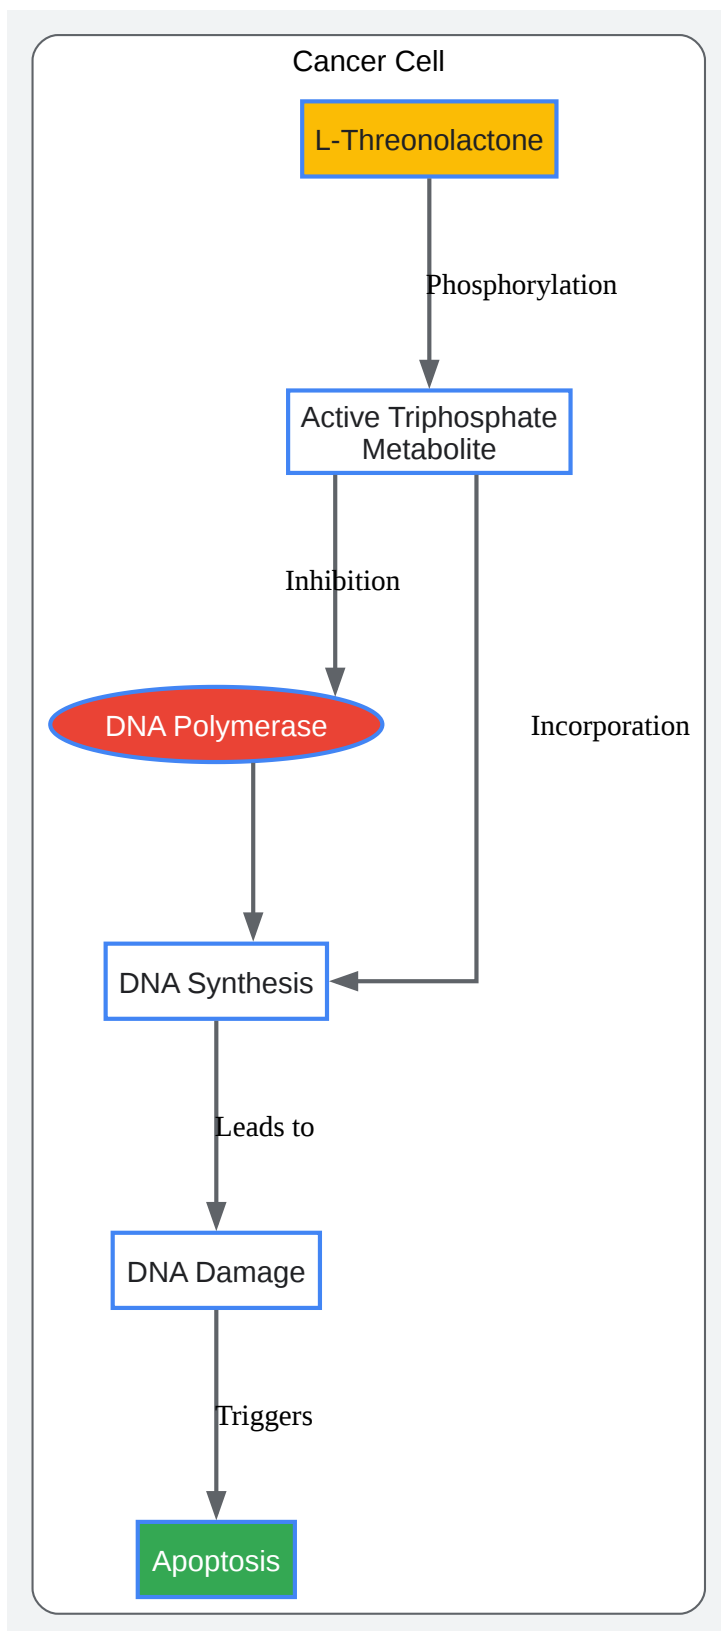 Cancer Cell
L-Threonolactone
Phosphorylation
Active Triphosphate
Metabolite
Inhibition
DNA Polymerase
Incorporation
DNA Synthesis
Leads to
DNA Damage
Triggers
Apoptosis